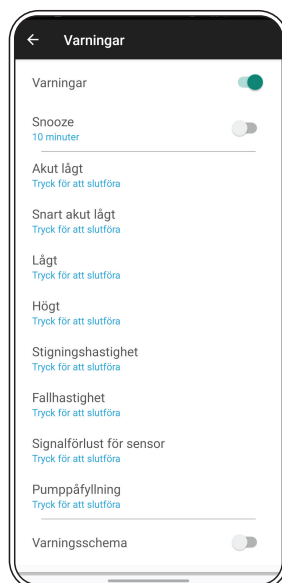 Varningar
Varningar
Snooze
10 minuter
Akut lågt
Tryck för att slutföra
Snart akut lågt
Tryck för att slutföra
Lågt
Tryck för att slutföra
Högt
Tryck för att slutföra
Stigningshastighet
Tryck för att slutföra
Fallhastighet
Tryck för att slutföra
Signalförlust för sensor
Tryck för att slutföra
Pumppåfyllning
Tryck för att slutföra
Varningsschema